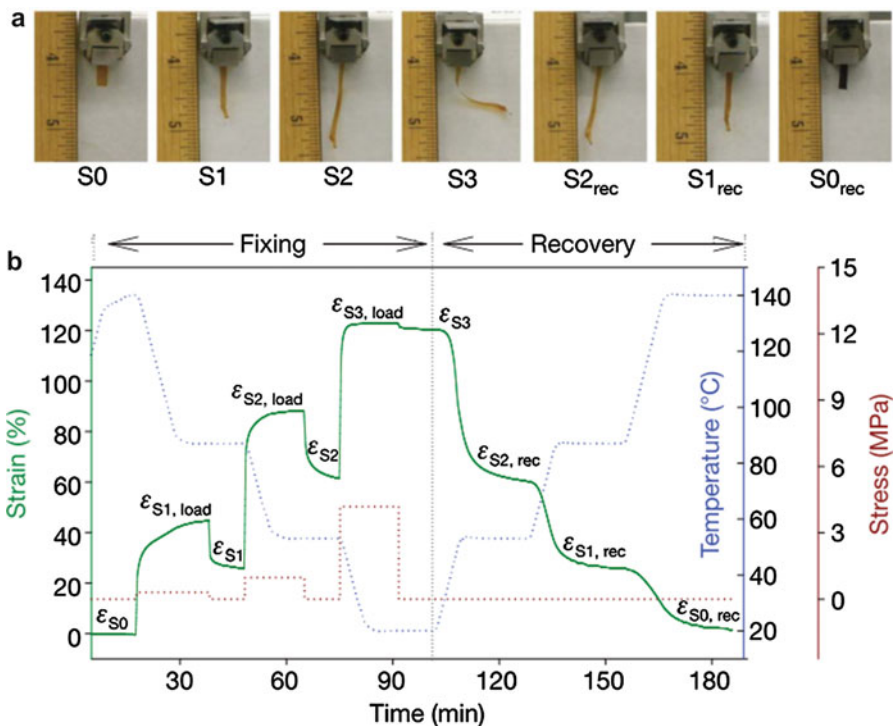 a
S0 S1 S2 S3 S2rec S1rec S0rec
b
Fixing Recovery
Strain (%)
140
120
100
80
60
40
20
0
εS0
εS1, load
εS1
εS2, load
εS2
εS3, load
εS3
εS2, rec
εS1, rec
εS0, rec
Temperature (°C)
140
120
100
80
60
40
20
Stress (MPa)
15
12
9
6
3
0
30 60 90 120 150 180
Time (min)